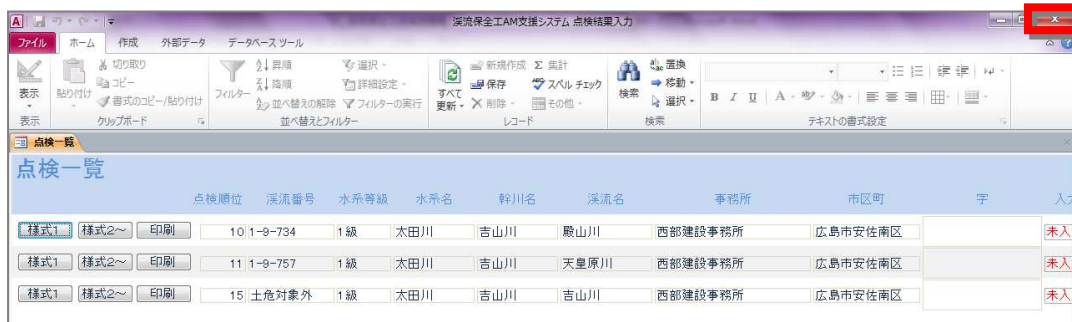 渓流保全工AM支援システム 点検結果入力
ファイル ホーム 作成 外部データ データベース ツール
表示 貼り付け 切り取り コピー 書式のコピー/貼り付け フィルター 昇順 降順 並べ替えの解除 選択 詳細設定 フィルターの実行 すべて更新 新規作成 保存 削除 Σ 集計 スペル チェック その他 検索 置換 移動 選択 B I U A
表示 クリップボード 並べ替えとフィルター レコード 検索 テキストの書式設定
点検一覧
点検一覧
点検順位 渓流番号 水系等級 水系名 幹川名 渓流名 事務所 市区町 字 入
様式1 様式2~ 印刷 10 1-9-734 1級 太田川 吉山川 殿山川 西部建設事務所 広島市安佐南区 未入
様式1 様式2~ 印刷 11 1-9-757 1級 太田川 吉山川 天皇原川 西部建設事務所 広島市安佐南区 未入
様式1 様式2~ 印刷 15 土危対象外 1級 太田川 吉山川 吉山川 西部建設事務所 広島市安佐南区 未入